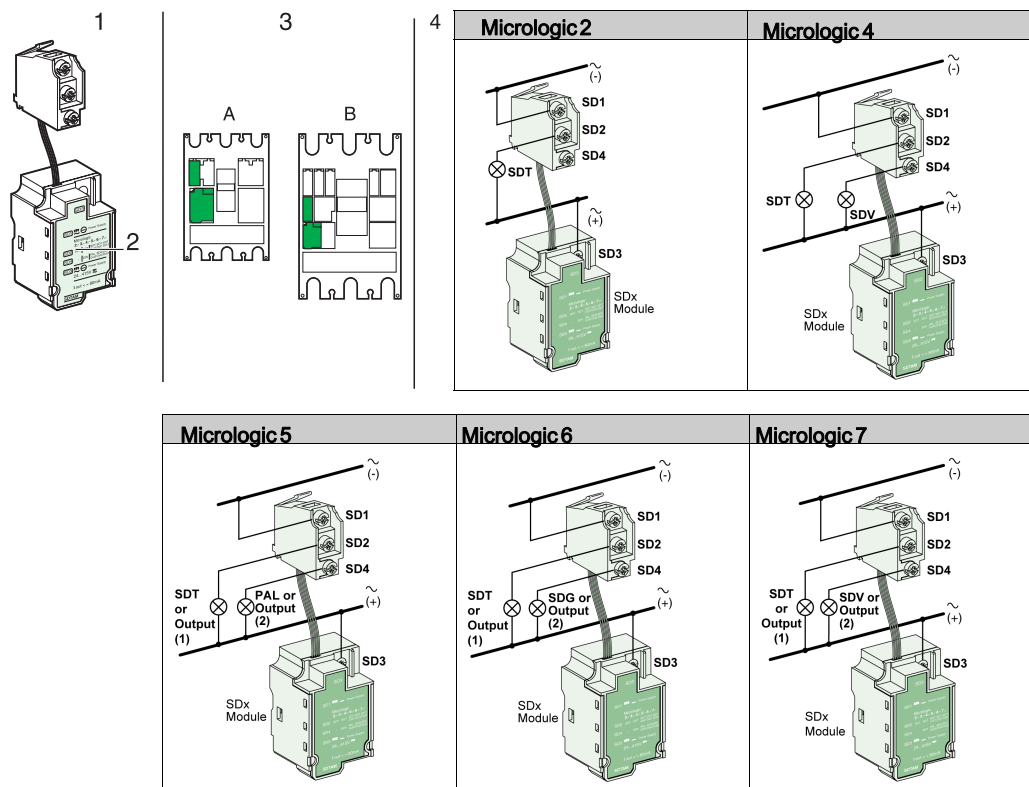 1
2
3
A
B
4
Micrologic 2
(-)
SD1
SD2
SD4
SDT
(+)
SD3
SDx
Module
Micrologic 4
(-)
SD1
SD2
SD4
SDT
SDV
(+)
SD3
SDx
Module
Micrologic 5
(-)
SD1
SD2
SD4
SDT
or
Output
(1)
PAL or
Output
(2)
(+)
SD3
SDx
Module
Micrologic 6
(-)
SD1
SD2
SD4
SDT
or
Output
(1)
SDG or
Output
(2)
(+)
SD3
SDx
Module
Micrologic 7
(-)
SD1
SD2
SD4
SDT
or
Output
(1)
SDV or
Output
(2)
(+)
SD3
SDx
Module